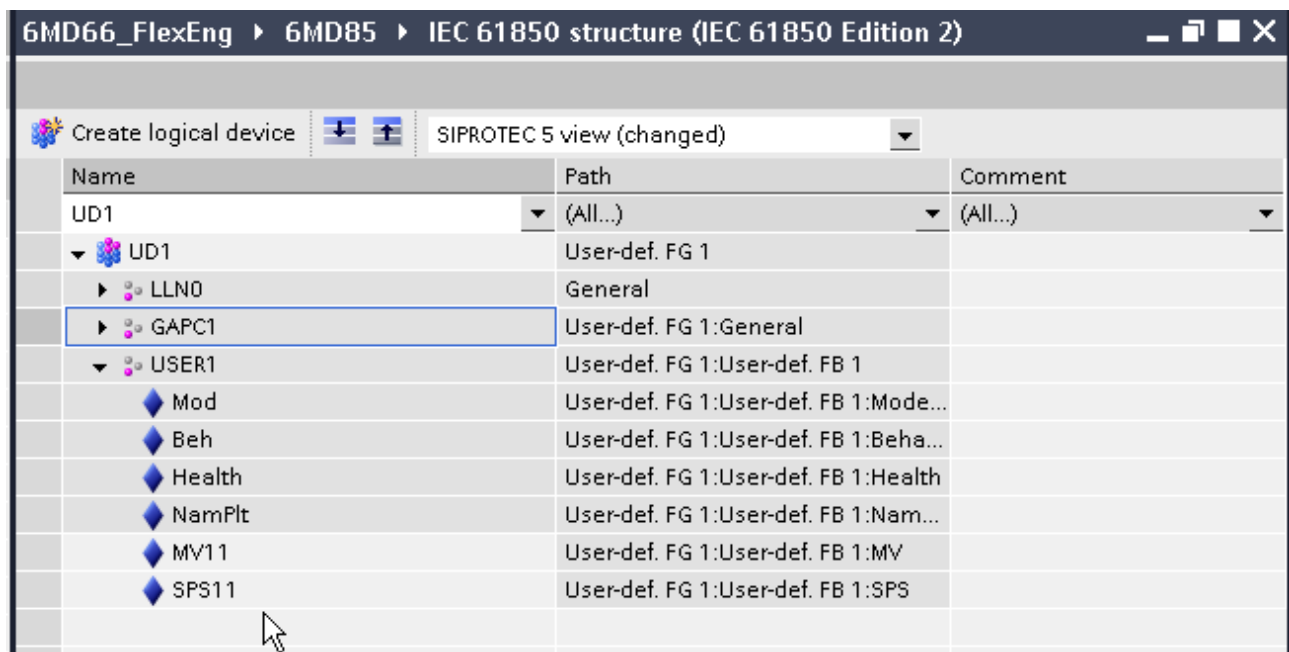 6MD66_FlexEng ▸ 6MD85 ▸ IEC 61850 structure (IEC 61850 Edition 2)
Create logical device SIPROTEC 5 view (changed)
Name Path Comment
UD1 (All...) (All...)
UD1 User-def. FG 1
LLN0 General
GAPC1 User-def. FG 1:General
USER1 User-def. FG 1:User-def. FB 1
Mod User-def. FG 1:User-def. FB 1:Mode...
Beh User-def. FG 1:User-def. FB 1:Beha...
Health User-def. FG 1:User-def. FB 1:Health
NamPlt User-def. FG 1:User-def. FB 1:Nam...
MV11 User-def. FG 1:User-def. FB 1:MV
SPS11 User-def. FG 1:User-def. FB 1:SPS